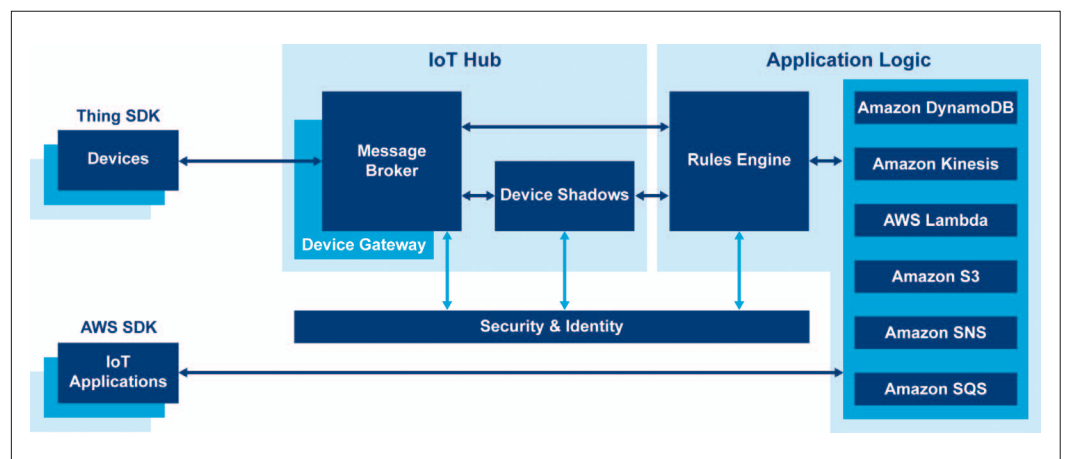 IoT Hub
Application Logic
Thing SDK
Devices
Message
Broker
Device Gateway
Device Shadows
Rules Engine
Amazon DynamoDB
Amazon Kinesis
AWS Lambda
Amazon S3
Amazon SNS
Amazon SQS
Security & Identity
AWS SDK
IoT
Applications